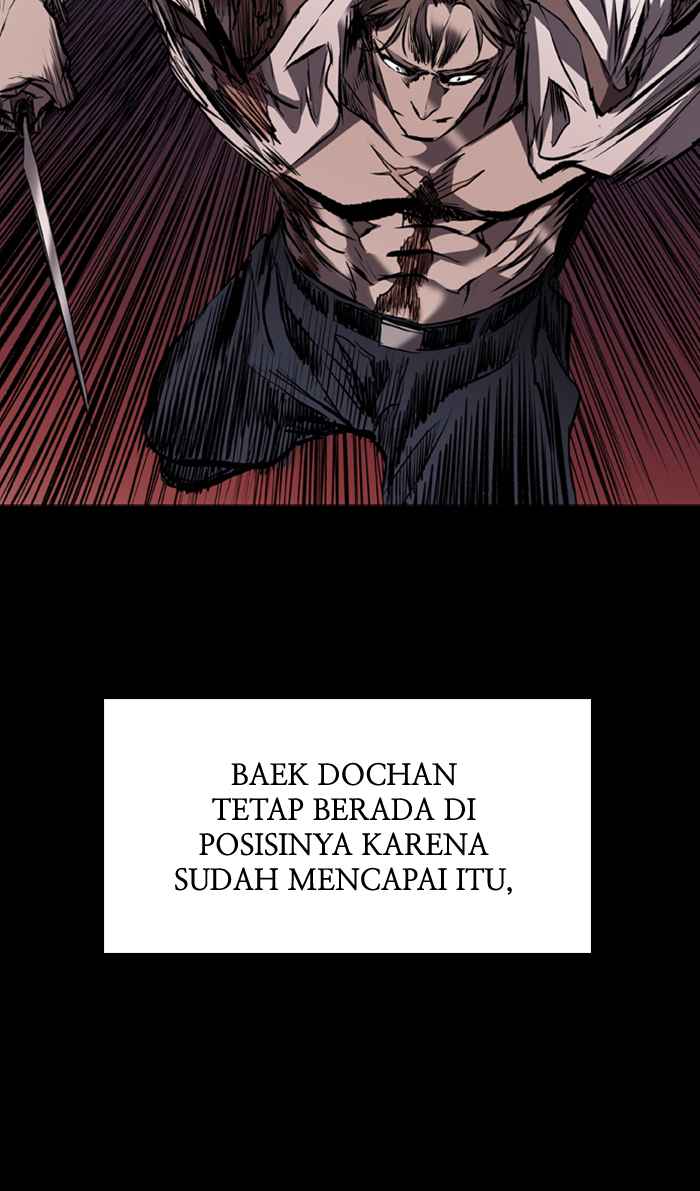 BAEK DOCHAN
TETAP BERADA DI
POSISINYA KARENA
SUDAH MENCAPAI ITU,